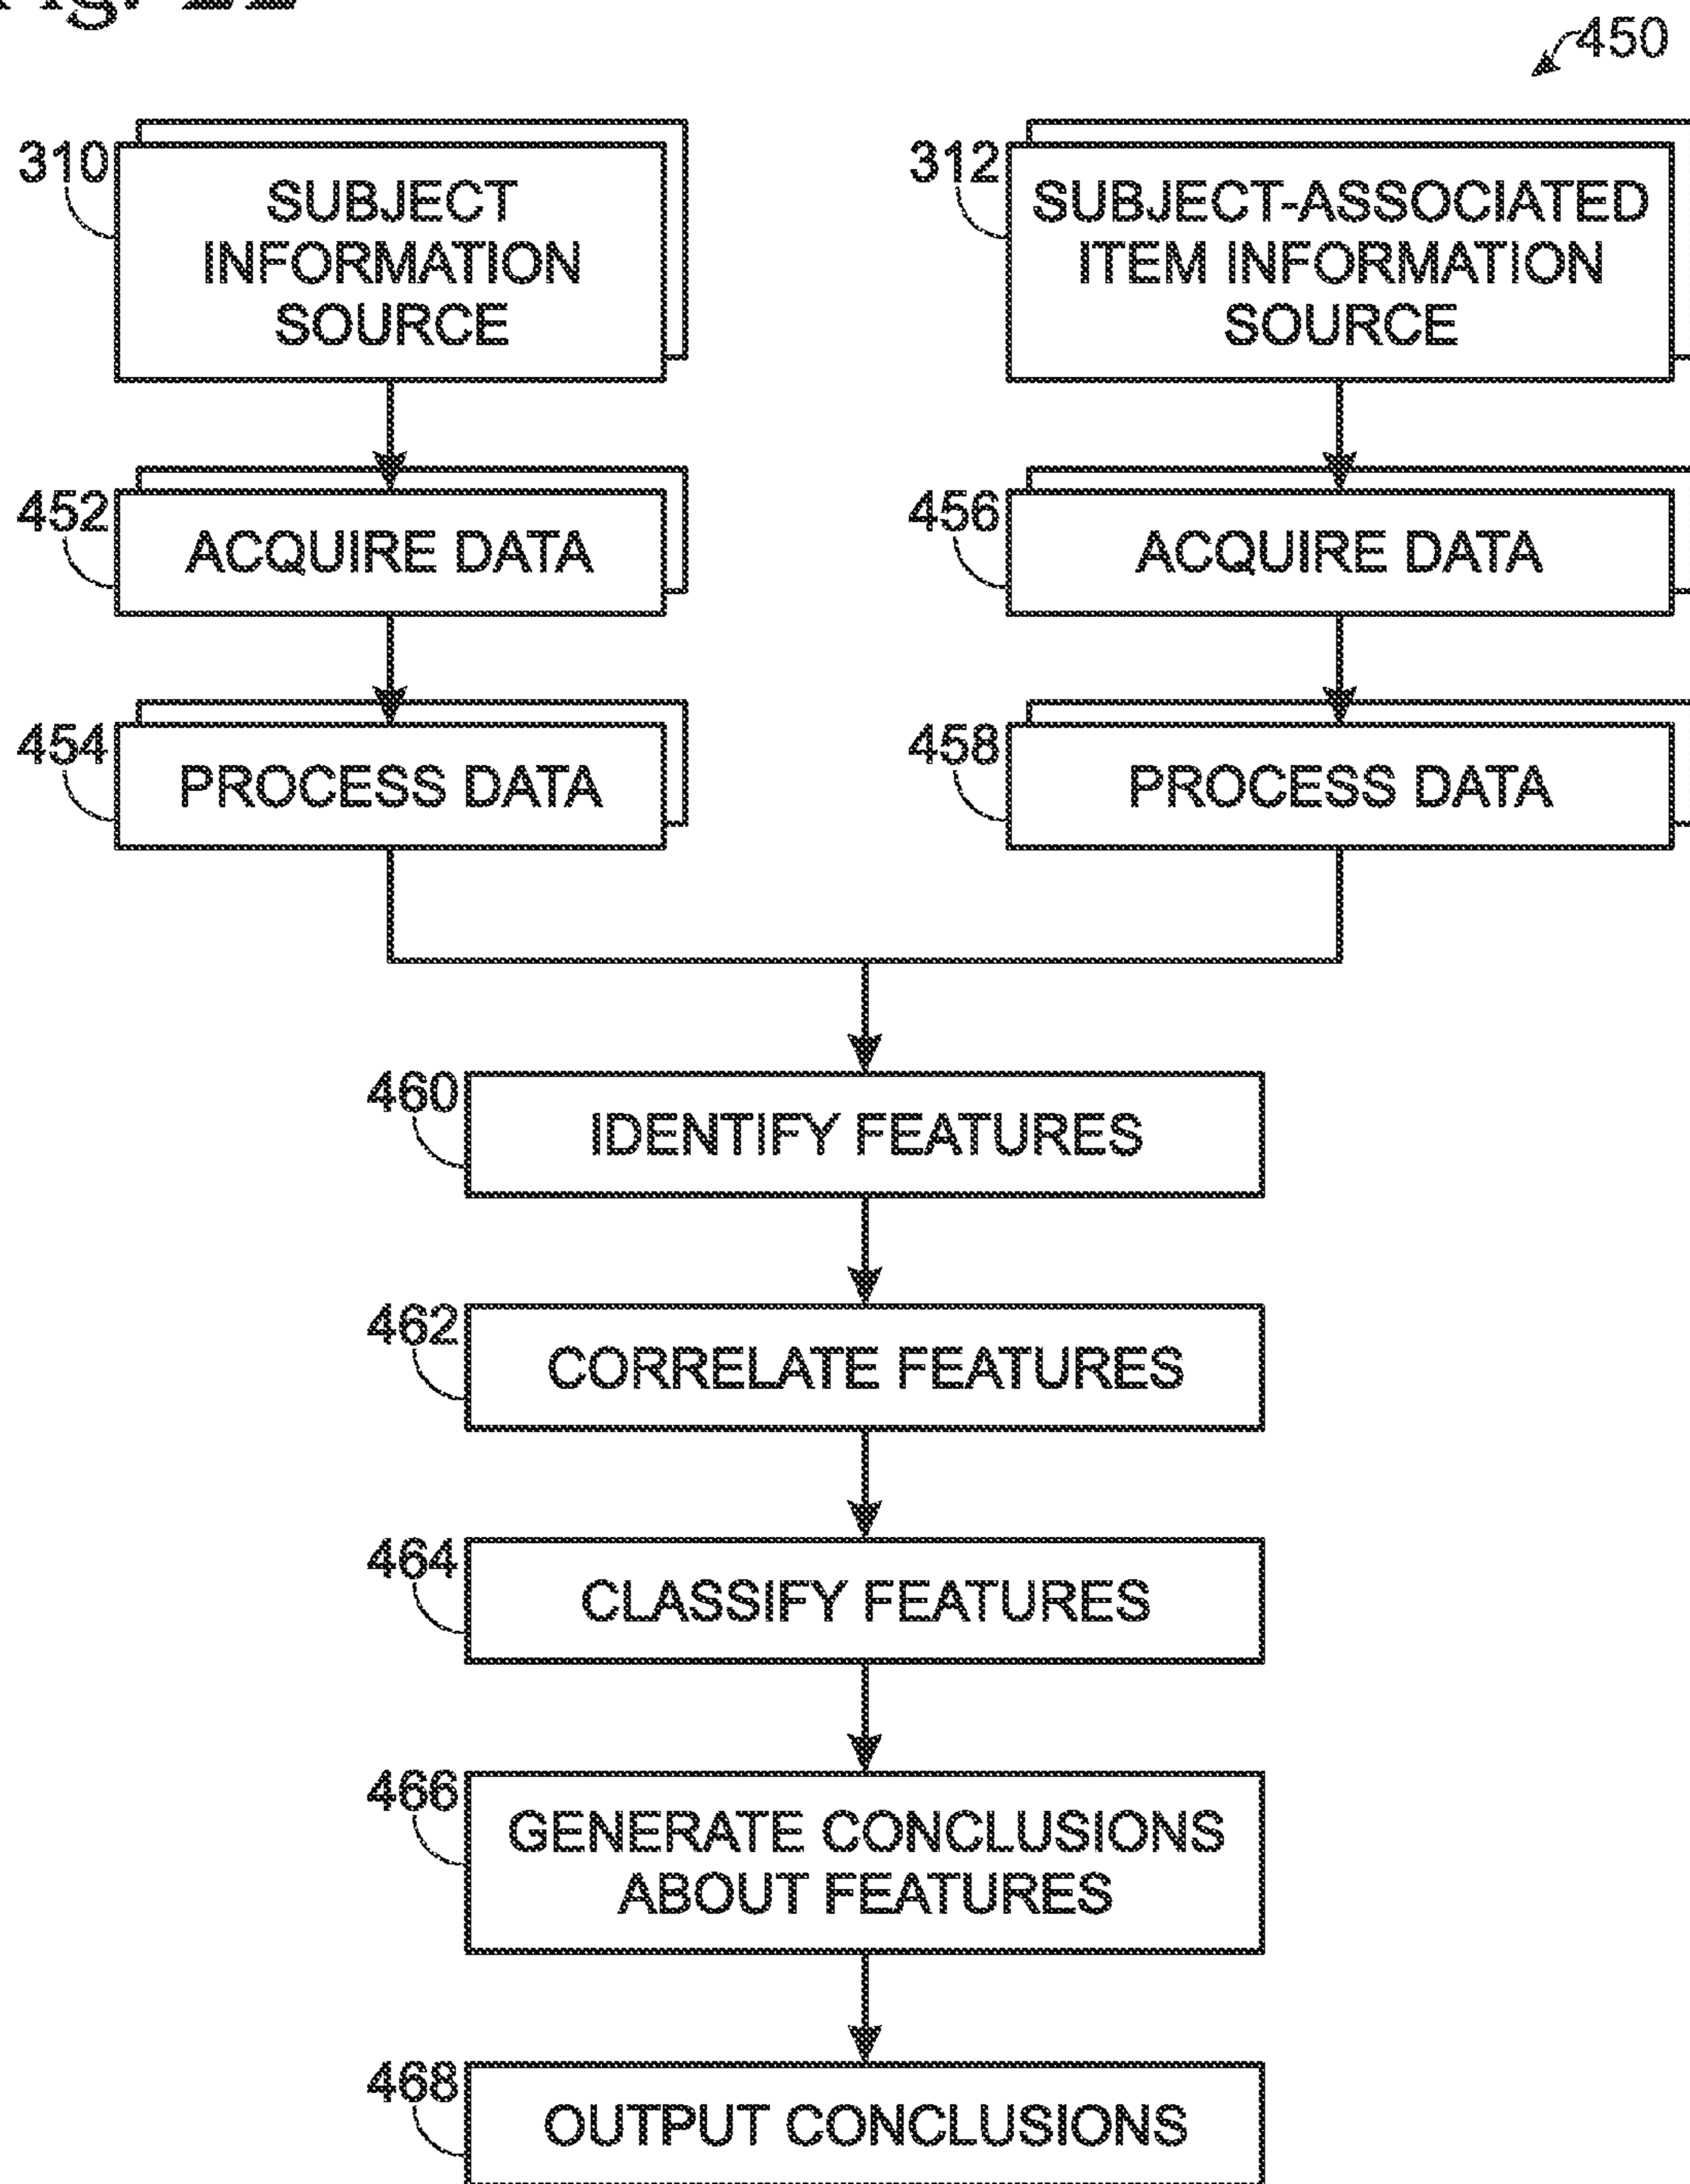 450
310
SUBJECT
INFORMATION
SOURCE
312
SUBJECT-ASSOCIATED
ITEM INFORMATION
SOURCE
452
ACQUIRE DATA
456
ACQUIRE DATA
454
PROCESS DATA
458
PROCESS DATA
460
IDENTIFY FEATURES
462
CORRELATE FEATURES
464
CLASSIFY FEATURES
466
GENERATE CONCLUSIONS
ABOUT FEATURES
468
OUTPUT CONCLUSIONS